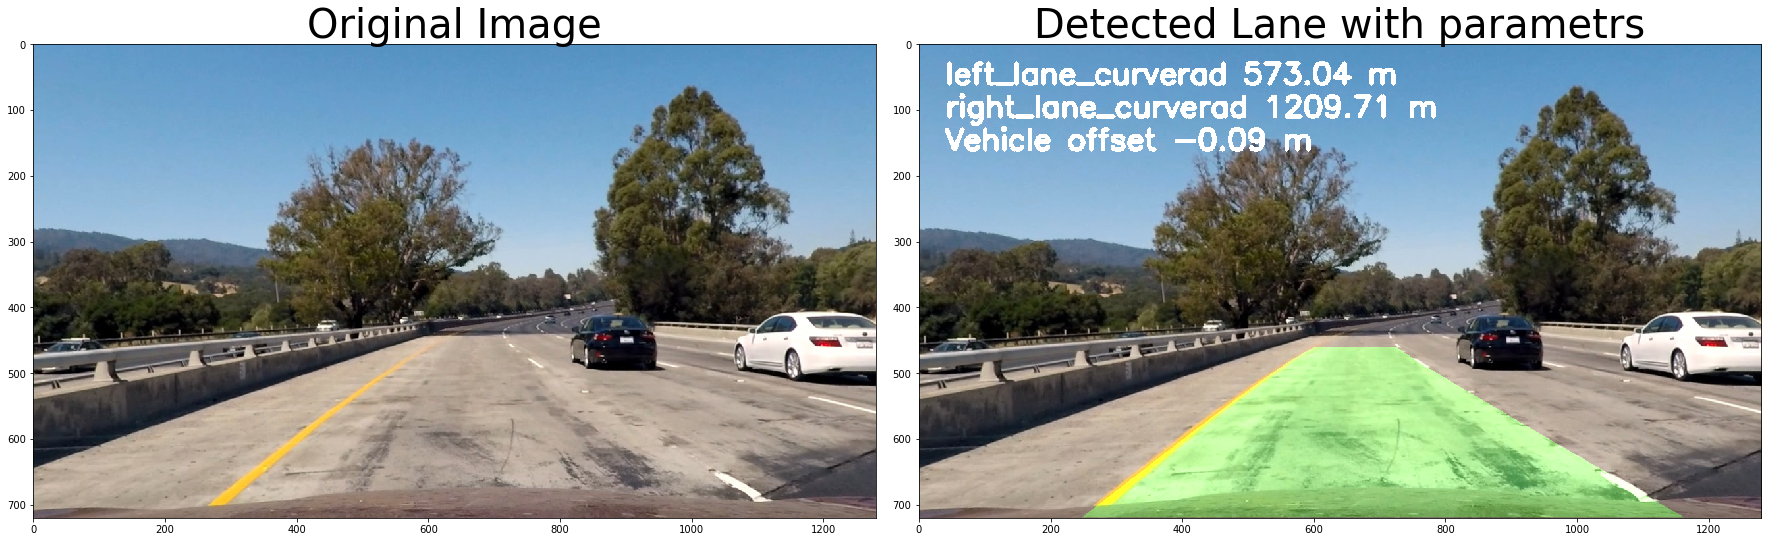 Original Image
Detected Lane with parametrs
left_lane_curverad 573.04 m
right_lane_curverad 1209.71 m
Vehicle offset -0.09 m
0
100
200
300
400
500
600
700
0 200 400 600 800 1000 1200
0
100
200
300
400
500
600
700
0 200 400 600 800 1000 1200